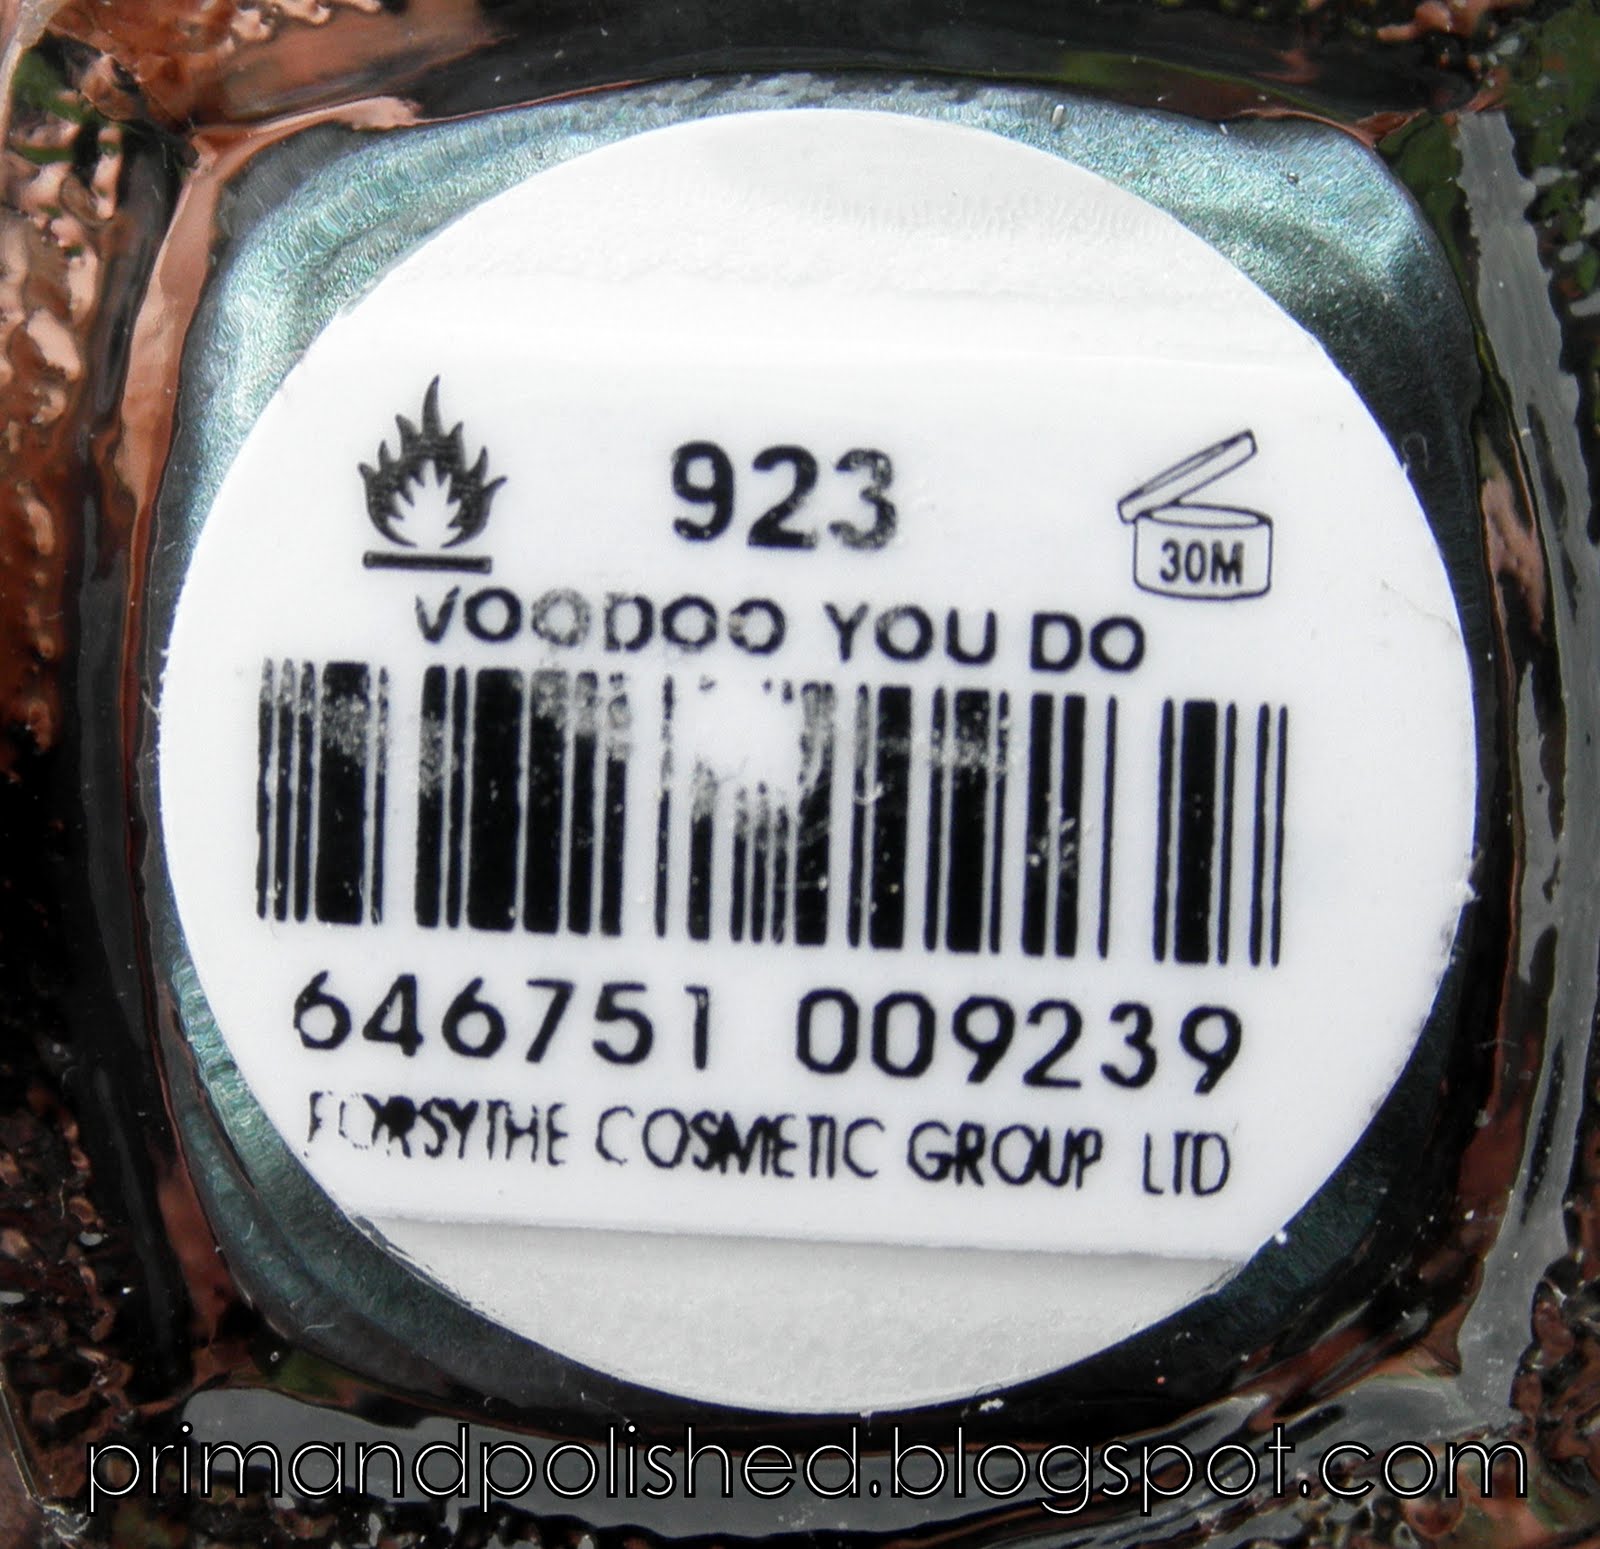 923
30M
VOODOO YOU DO
646751 009239
FORSYTHE COSMETIC GROUP LTD
primandpolished.blogspot.com